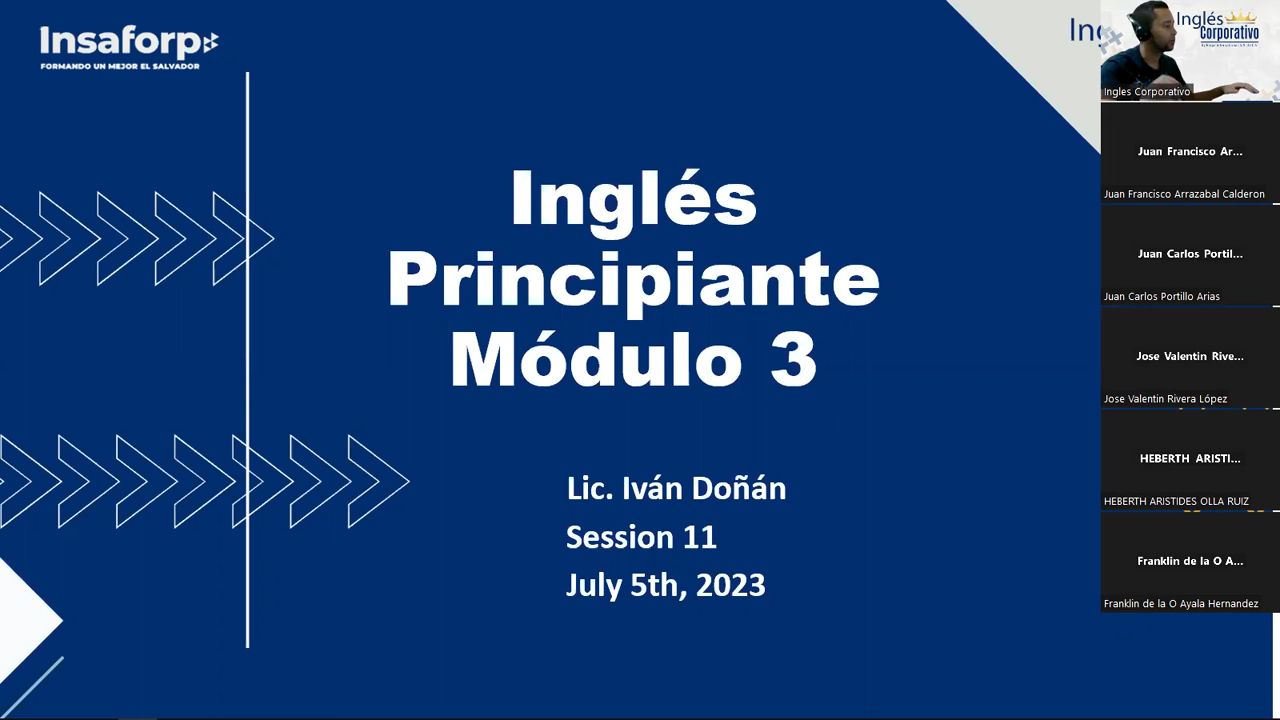 Insaforp
FORMANDO UN MEJOR EL SALVADOR
Inglés
Principiante
Módulo 3
Lic. Iván Doñán
Session 11
July 5th, 2023
Inglés
Corporativo
Ingles Corporativo
Juan Francisco Ar...
Juan Francisco Arrazabal Calderon
Juan Carlos Portil...
Juan Carlos Portillo Arias
Jose Valentin Rive...
Jose Valentin Rivera López
HEBERTH ARISTI...
HEBERTH ARISTIDES OLLA RUIZ
Franklin de la O A...
Franklin de la O Ayala Hernandez